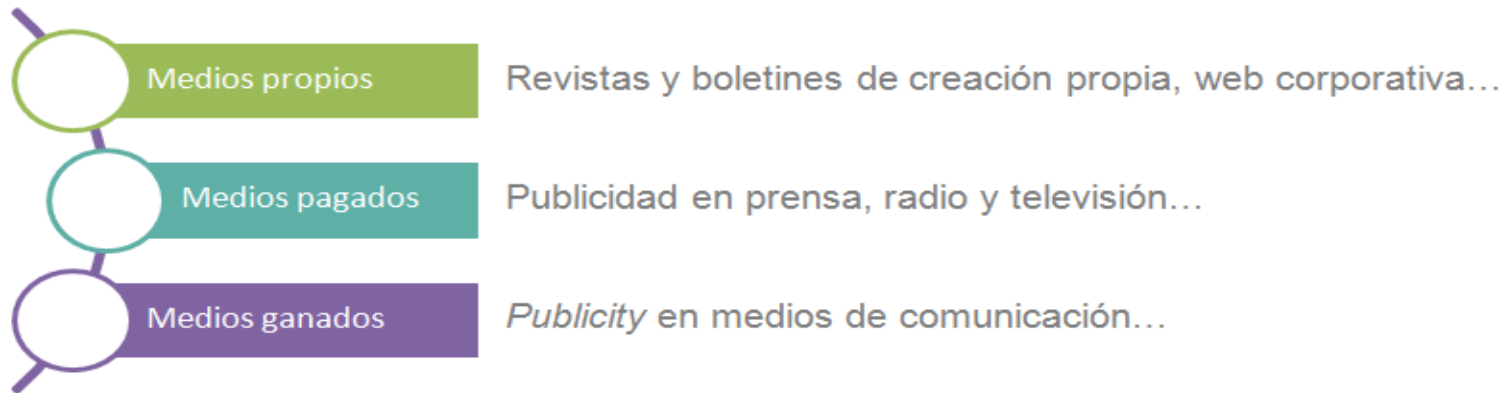 Medios propios Revistas y boletines de creación propia, web corporativa…
Medios pagados Publicidad en prensa, radio y televisión…
Medios ganados Publicity en medios de comunicación…